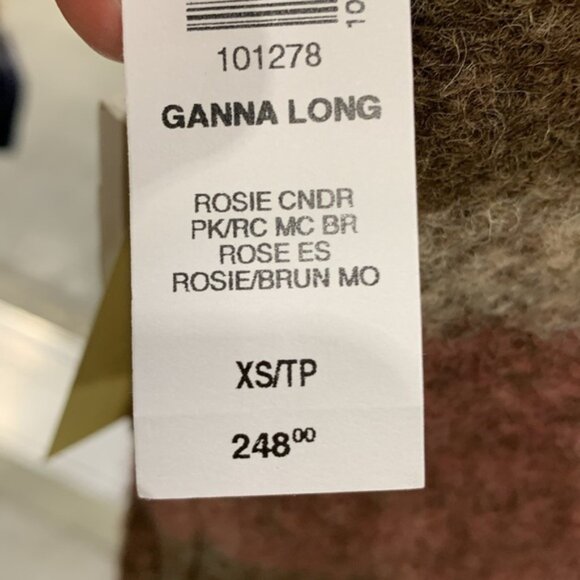 101278
GANNA LONG
ROSIE CNDR
PK/RC MC BR
ROSE ES
ROSIE/BRUN MO
XS/TP
248⁰⁰